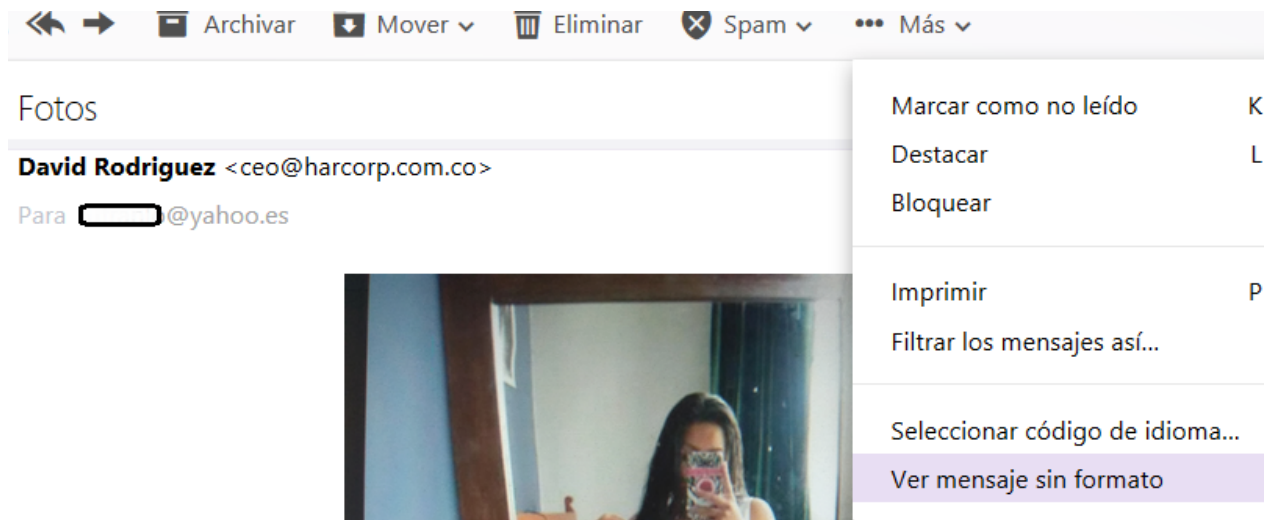 Archivar Mover Eliminar Spam Más
Fotos
David Rodriguez <ceo@harcorp.com.co>
Para @yahoo.es
Marcar como no leído K
Destacar L
Bloquear
Imprimir P
Filtrar los mensajes así...
Seleccionar código de idioma...
Ver mensaje sin formato